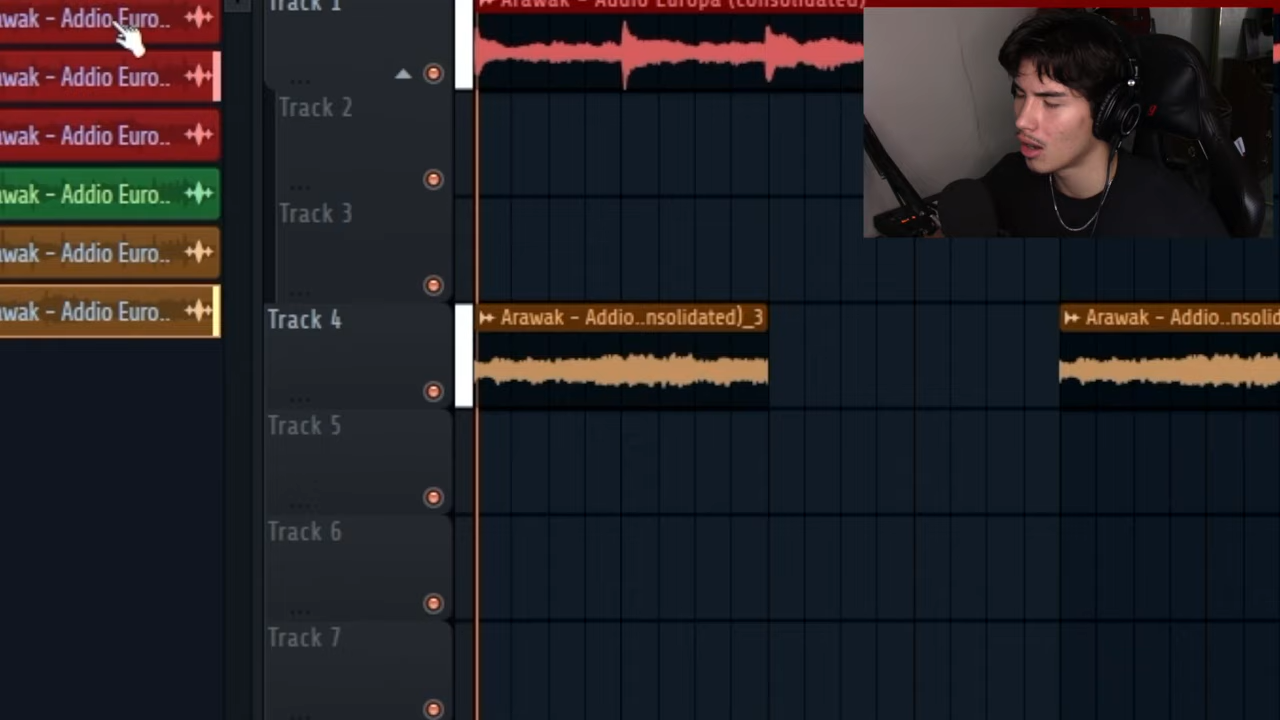 awak - Addio Euro..
awak - Addio Euro..
awak - Addio Euro..
awak - Addio Euro..
awak - Addio Euro..
awak - Addio Euro..
Track 1
Arawak - Addio Europa (consolidated)
Track 2
Track 3
Track 4
Arawak - Addio..nsolidated)_3
Arawak - Addio..nsolid
Track 5
Track 6
Track 7